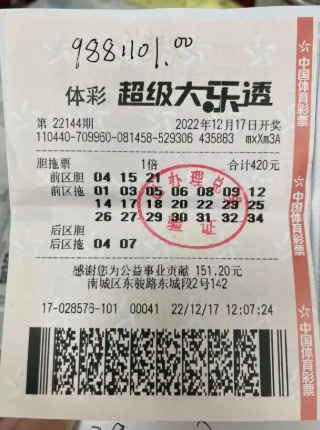 9881101.00
体彩 超级大乐透
第 22144期 2022年12月17日开奖
110440-709960-081458-529306 435883 mxXm3A
胆拖票 1倍 合计420元
前区胆 04 15 21
前区拖 01 03 05 06 08 09 12
14 17 18 20 22 23 25
26 27 29 30 31 32 34
后区胆
后区拖 04 07
办理兑奖
验证
感谢您为公益事业贡献 151.20元
南城区东骏路东城段2号142
17-028576-101 00041 22/12/17 12:07:24
中国体育彩票
中国体育彩票
中国体育彩票